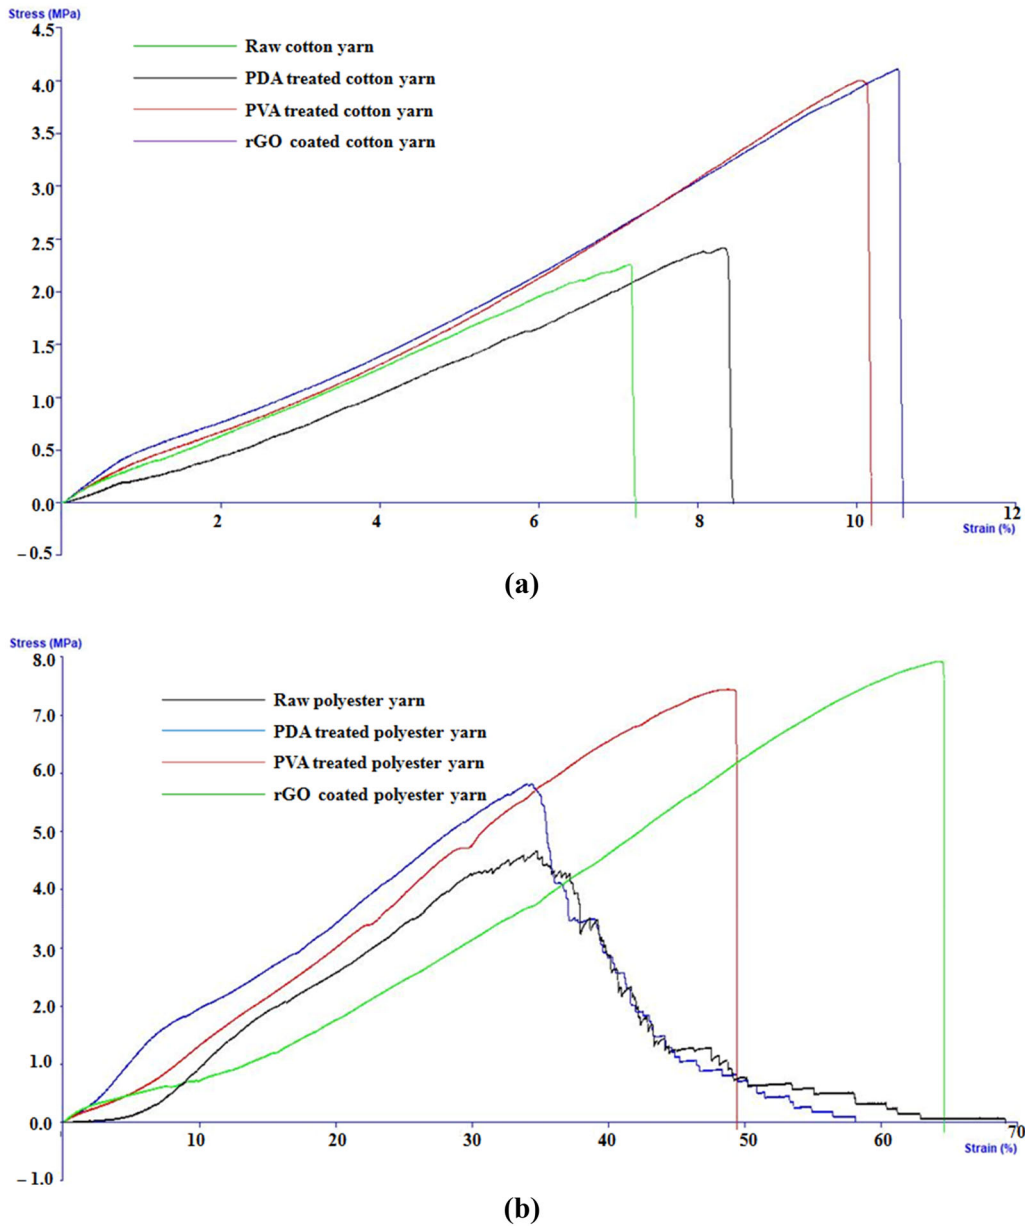 Stress (MPa)
4.5
Raw cotton yarn
PDA treated cotton yarn
4.0
PVA treated cotton yarn
3.5
rGO coated cotton yarn
3.0
2.5
2.0
1.5
1.0
0.5
0.0
2 4 6 8 10 12
Strain (%)
– 0.5
(a)
Stress (MPa)
8.0
Raw polyester yarn
7.0
PDA treated polyester yarn
PVA treated polyester yarn
6.0
rGO coated polyester yarn
5.0
4.0
3.0
2.0
1.0
0.0
10 20 30 40 50 60 70
Strain (%)
– 1.0
(b)